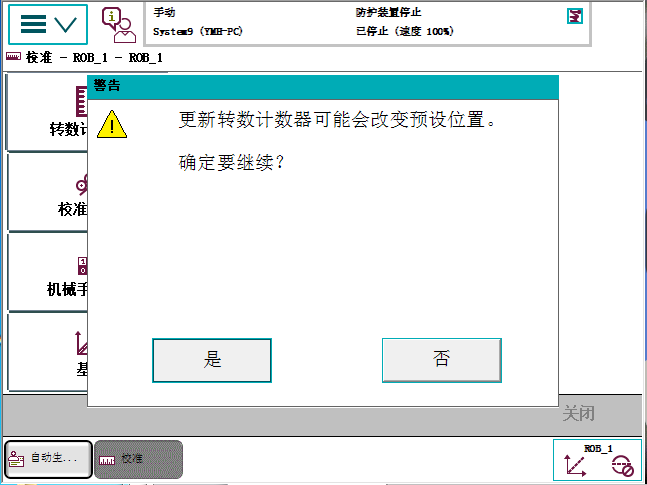 手动
防护装置停止
System9 (YMH-PC)
已停止 (速度 100%)
校准 - ROB_1 - ROB_1
警告
更新转数计数器可能会改变预设位置。
确定要继续？
转数计
校准
机械手
基
是
否
关闭
自动生...
校准
ROB_1